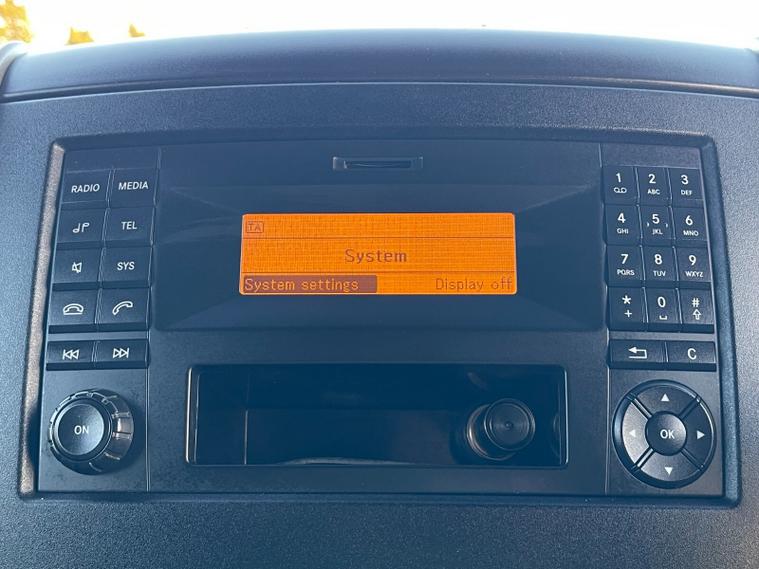 RADIO MEDIA
TEL
SYS
ON
TA
System
System settings Display off
1 2 3
ABC DEF
4 5 6
GHI JKL MNO
7 8 9
PQRS TUV WXYZ
* 0 #
+
C
OK